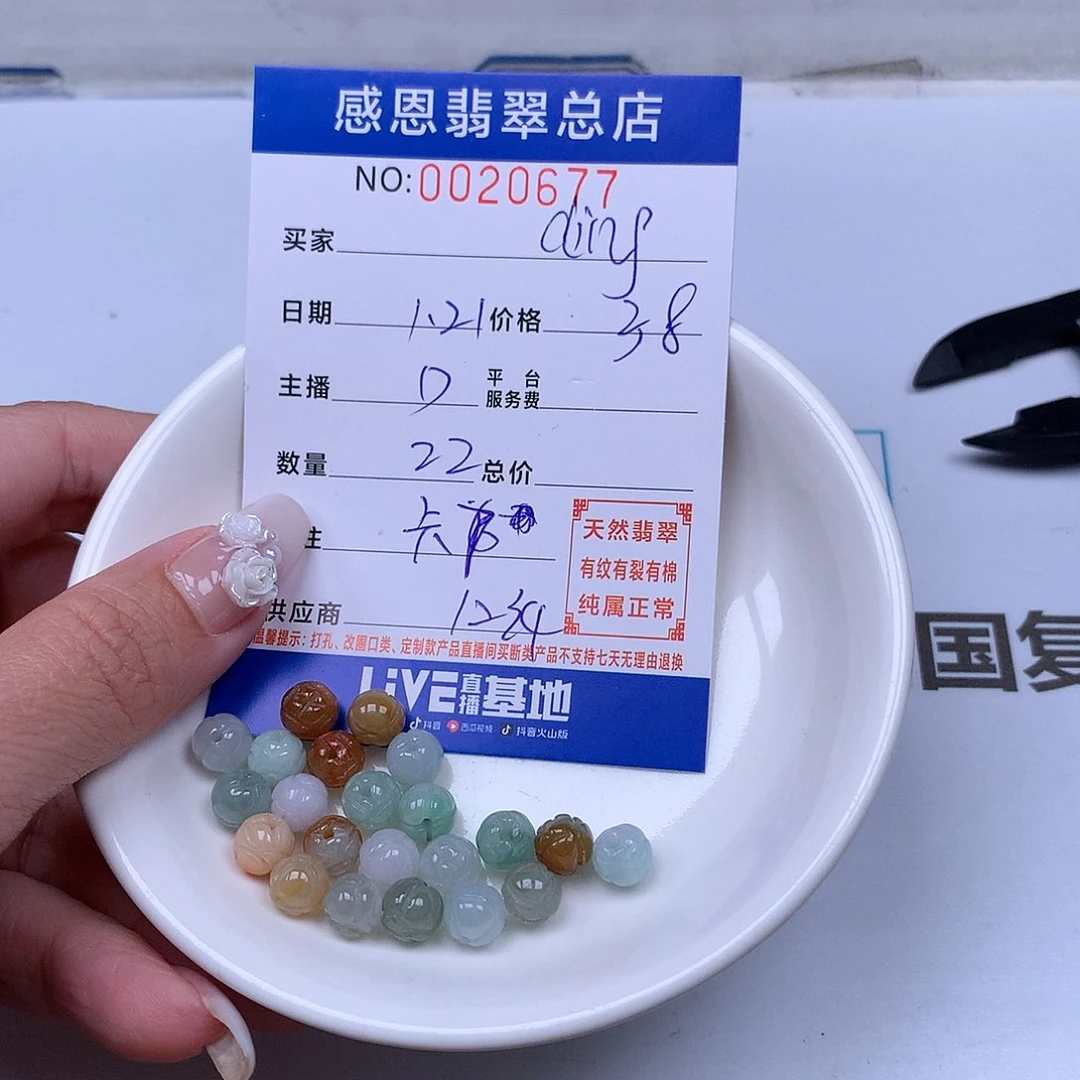 感恩翡翠总店
NO:0020677
买家 ding
日期 1.21 价格 38
主播 D 平台服务费
数量 22 总价
注 卡
天然翡翠
有纹有裂有棉
纯属正常
供应商
温馨提示：打孔、改圈口类、定制款产品直播间买断类产品不支持七天无理由退换
LiVE直播基地
抖音 西瓜视频 抖音火山版
国复